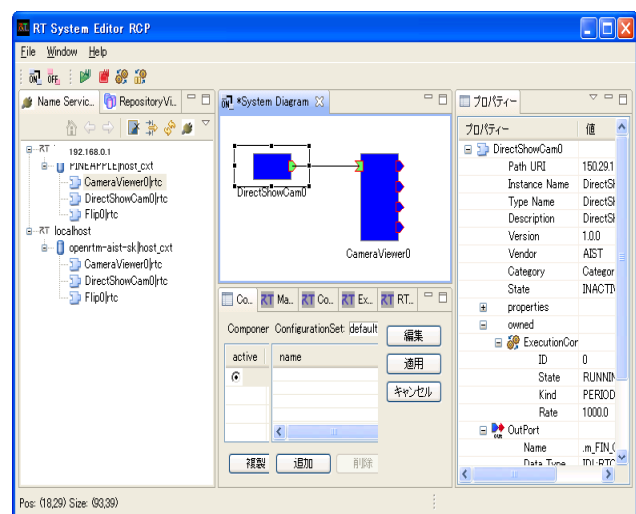 RT System Editor RCP
File Window Help
ON OFF
Name Servic..
RepositoryVi..
192.168.0.1
PINEAPPLE|host_cxt
CameraViewer0|rtc
DirectShowCam0|rtc
Flip0|rtc
localhost
openrtm-aist-sk|host_cxt
CameraViewer0|rtc
DirectShowCam0|rtc
Flip0|rtc
*System Diagram
DirectShowCam0
CameraViewer0
Co.. Ma.. Co.. Ex.. RT..
Componer ConfigurationSet: default
編集
active name
適用
キャンセル
複製 追加 削除
プロパティー
プロパティー 値
DirectShowCam0
Path URI 150.29.1
Instance Name DirectSh
Type Name DirectSh
Description DirectSh
Version 1.0.0
Vendor AIST
Category Categor
State INACTIV
properties
owned
ExecutionCor
ID 0
State RUNNIN
Kind PERIOD
Rate 1000.0
OutPort
Name .m_FIN_
Data Type IDL:RTC
Pos: (18,29) Size: (93,39)